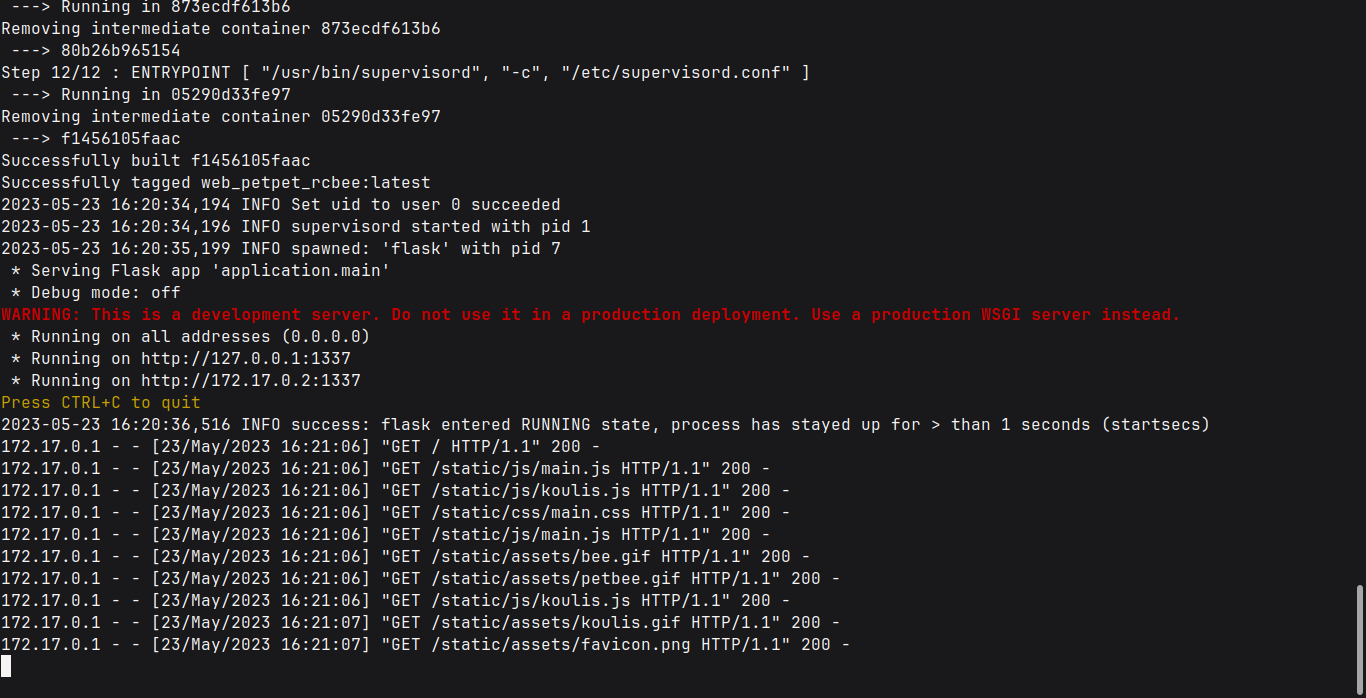 ---> Running in 873ecdf613b6
Removing intermediate container 873ecdf613b6
 ---> 80b26b965154
Step 12/12 : ENTRYPOINT [ "/usr/bin/supervisord", "-c", "/etc/supervisord.conf" ]
 ---> Running in 05290d33fe97
Removing intermediate container 05290d33fe97
 ---> f1456105faac
Successfully built f1456105faac
Successfully tagged web_petpet_rcbee:latest
2023-05-23 16:20:34,194 INFO Set uid to user 0 succeeded
2023-05-23 16:20:34,196 INFO supervisord started with pid 1
2023-05-23 16:20:35,199 INFO spawned: 'flask' with pid 7
 * Serving Flask app 'application.main'
 * Debug mode: off
WARNING: This is a development server. Do not use it in a production deployment. Use a production WSGI server instead.
 * Running on all addresses (0.0.0.0)
 * Running on http://127.0.0.1:1337
 * Running on http://172.17.0.2:1337
Press CTRL+C to quit
2023-05-23 16:20:36,516 INFO success: flask entered RUNNING state, process has stayed up for > than 1 seconds (startsecs)
172.17.0.1 - - [23/May/2023 16:21:06] "GET / HTTP/1.1" 200 -
172.17.0.1 - - [23/May/2023 16:21:06] "GET /static/js/main.js HTTP/1.1" 200 -
172.17.0.1 - - [23/May/2023 16:21:06] "GET /static/js/koulis.js HTTP/1.1" 200 -
172.17.0.1 - - [23/May/2023 16:21:06] "GET /static/css/main.css HTTP/1.1" 200 -
172.17.0.1 - - [23/May/2023 16:21:06] "GET /static/js/main.js HTTP/1.1" 200 -
172.17.0.1 - - [23/May/2023 16:21:06] "GET /static/assets/bee.gif HTTP/1.1" 200 -
172.17.0.1 - - [23/May/2023 16:21:06] "GET /static/assets/petbee.gif HTTP/1.1" 200 -
172.17.0.1 - - [23/May/2023 16:21:06] "GET /static/js/koulis.js HTTP/1.1" 200 -
172.17.0.1 - - [23/May/2023 16:21:07] "GET /static/assets/koulis.gif HTTP/1.1" 200 -
172.17.0.1 - - [23/May/2023 16:21:07] "GET /static/assets/favicon.png HTTP/1.1" 200 -